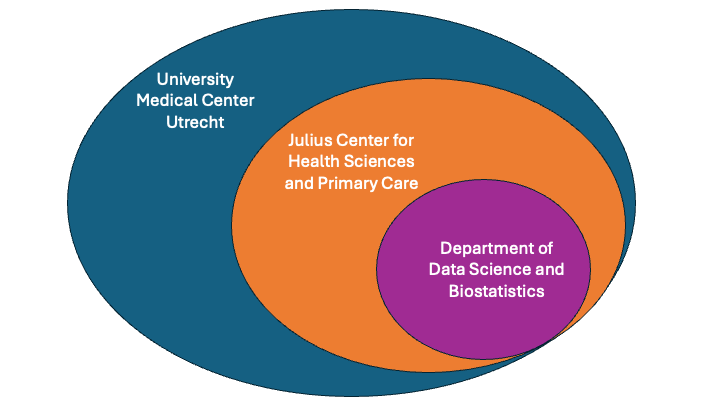 University
Medical Center
Utrecht
Julius Center for
Health Sciences
and Primary Care
Department of
Data Science and
Biostatistics